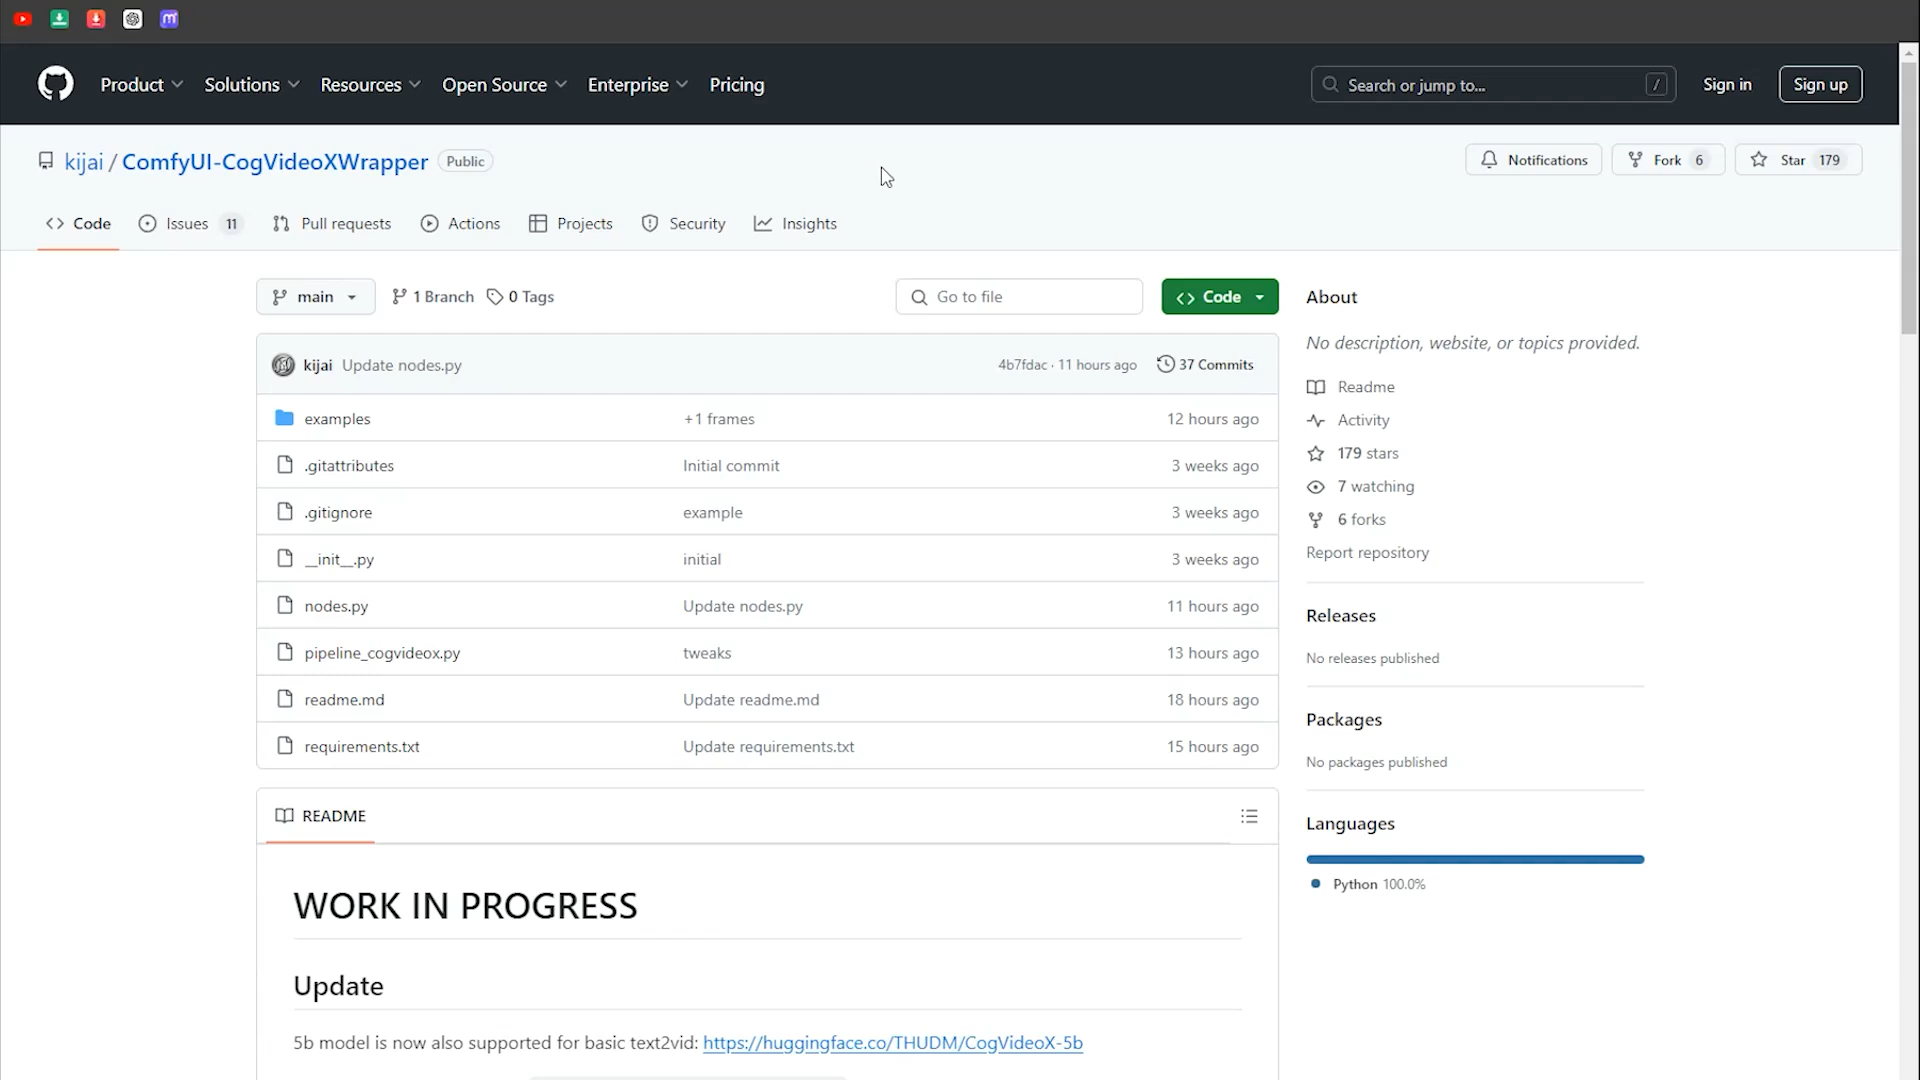 Product Solutions Resources Open Source Enterprise Pricing Search or jump to... / Sign in Sign up
kijai / ComfyUI-CogVideoXWrapper Public Notifications Fork 6 Star 179
Code Issues 11 Pull requests Actions Projects Security Insights
main 1 Branch 0 Tags Go to file Code
kijai Update nodes.py 4b7fdac · 11 hours ago 37 Commits
examples +1 frames 12 hours ago
.gitattributes Initial commit 3 weeks ago
.gitignore example 3 weeks ago
__init__.py initial 3 weeks ago
nodes.py Update nodes.py 11 hours ago
pipeline_cogvideox.py tweaks 13 hours ago
readme.md Update readme.md 18 hours ago
requirements.txt Update requirements.txt 15 hours ago
README
WORK IN PROGRESS
Update
5b model is now also supported for basic text2vid: https://huggingface.co/THUDM/CogVideoX-5b
About
No description, website, or topics provided.
Readme
Activity
179 stars
7 watching
6 forks
Report repository
Releases
No releases published
Packages
No packages published
Languages
Python 100.0%